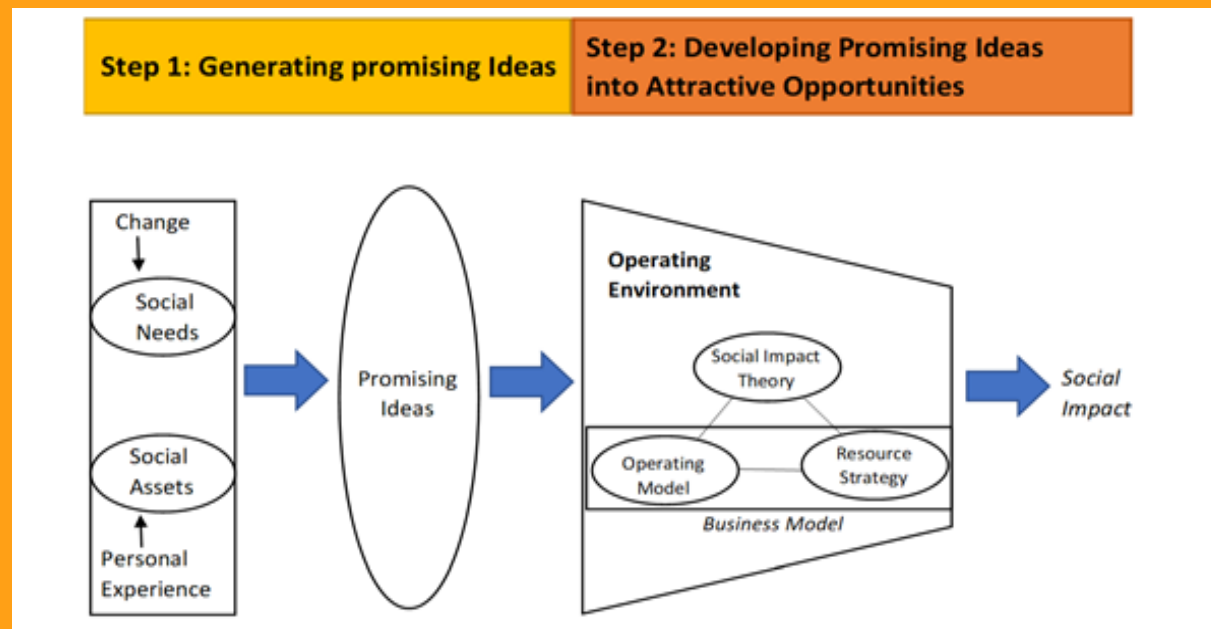 Step 1: Generating promising Ideas
Step 2: Developing Promising Ideas
into Attractive Opportunities
Change
Social
Needs
Social
Assets
Personal
Experience
Promising
Ideas
Operating
Environment
Social Impact
Theory
Operating
Model
Resource
Strategy
Business Model
Social
Impact